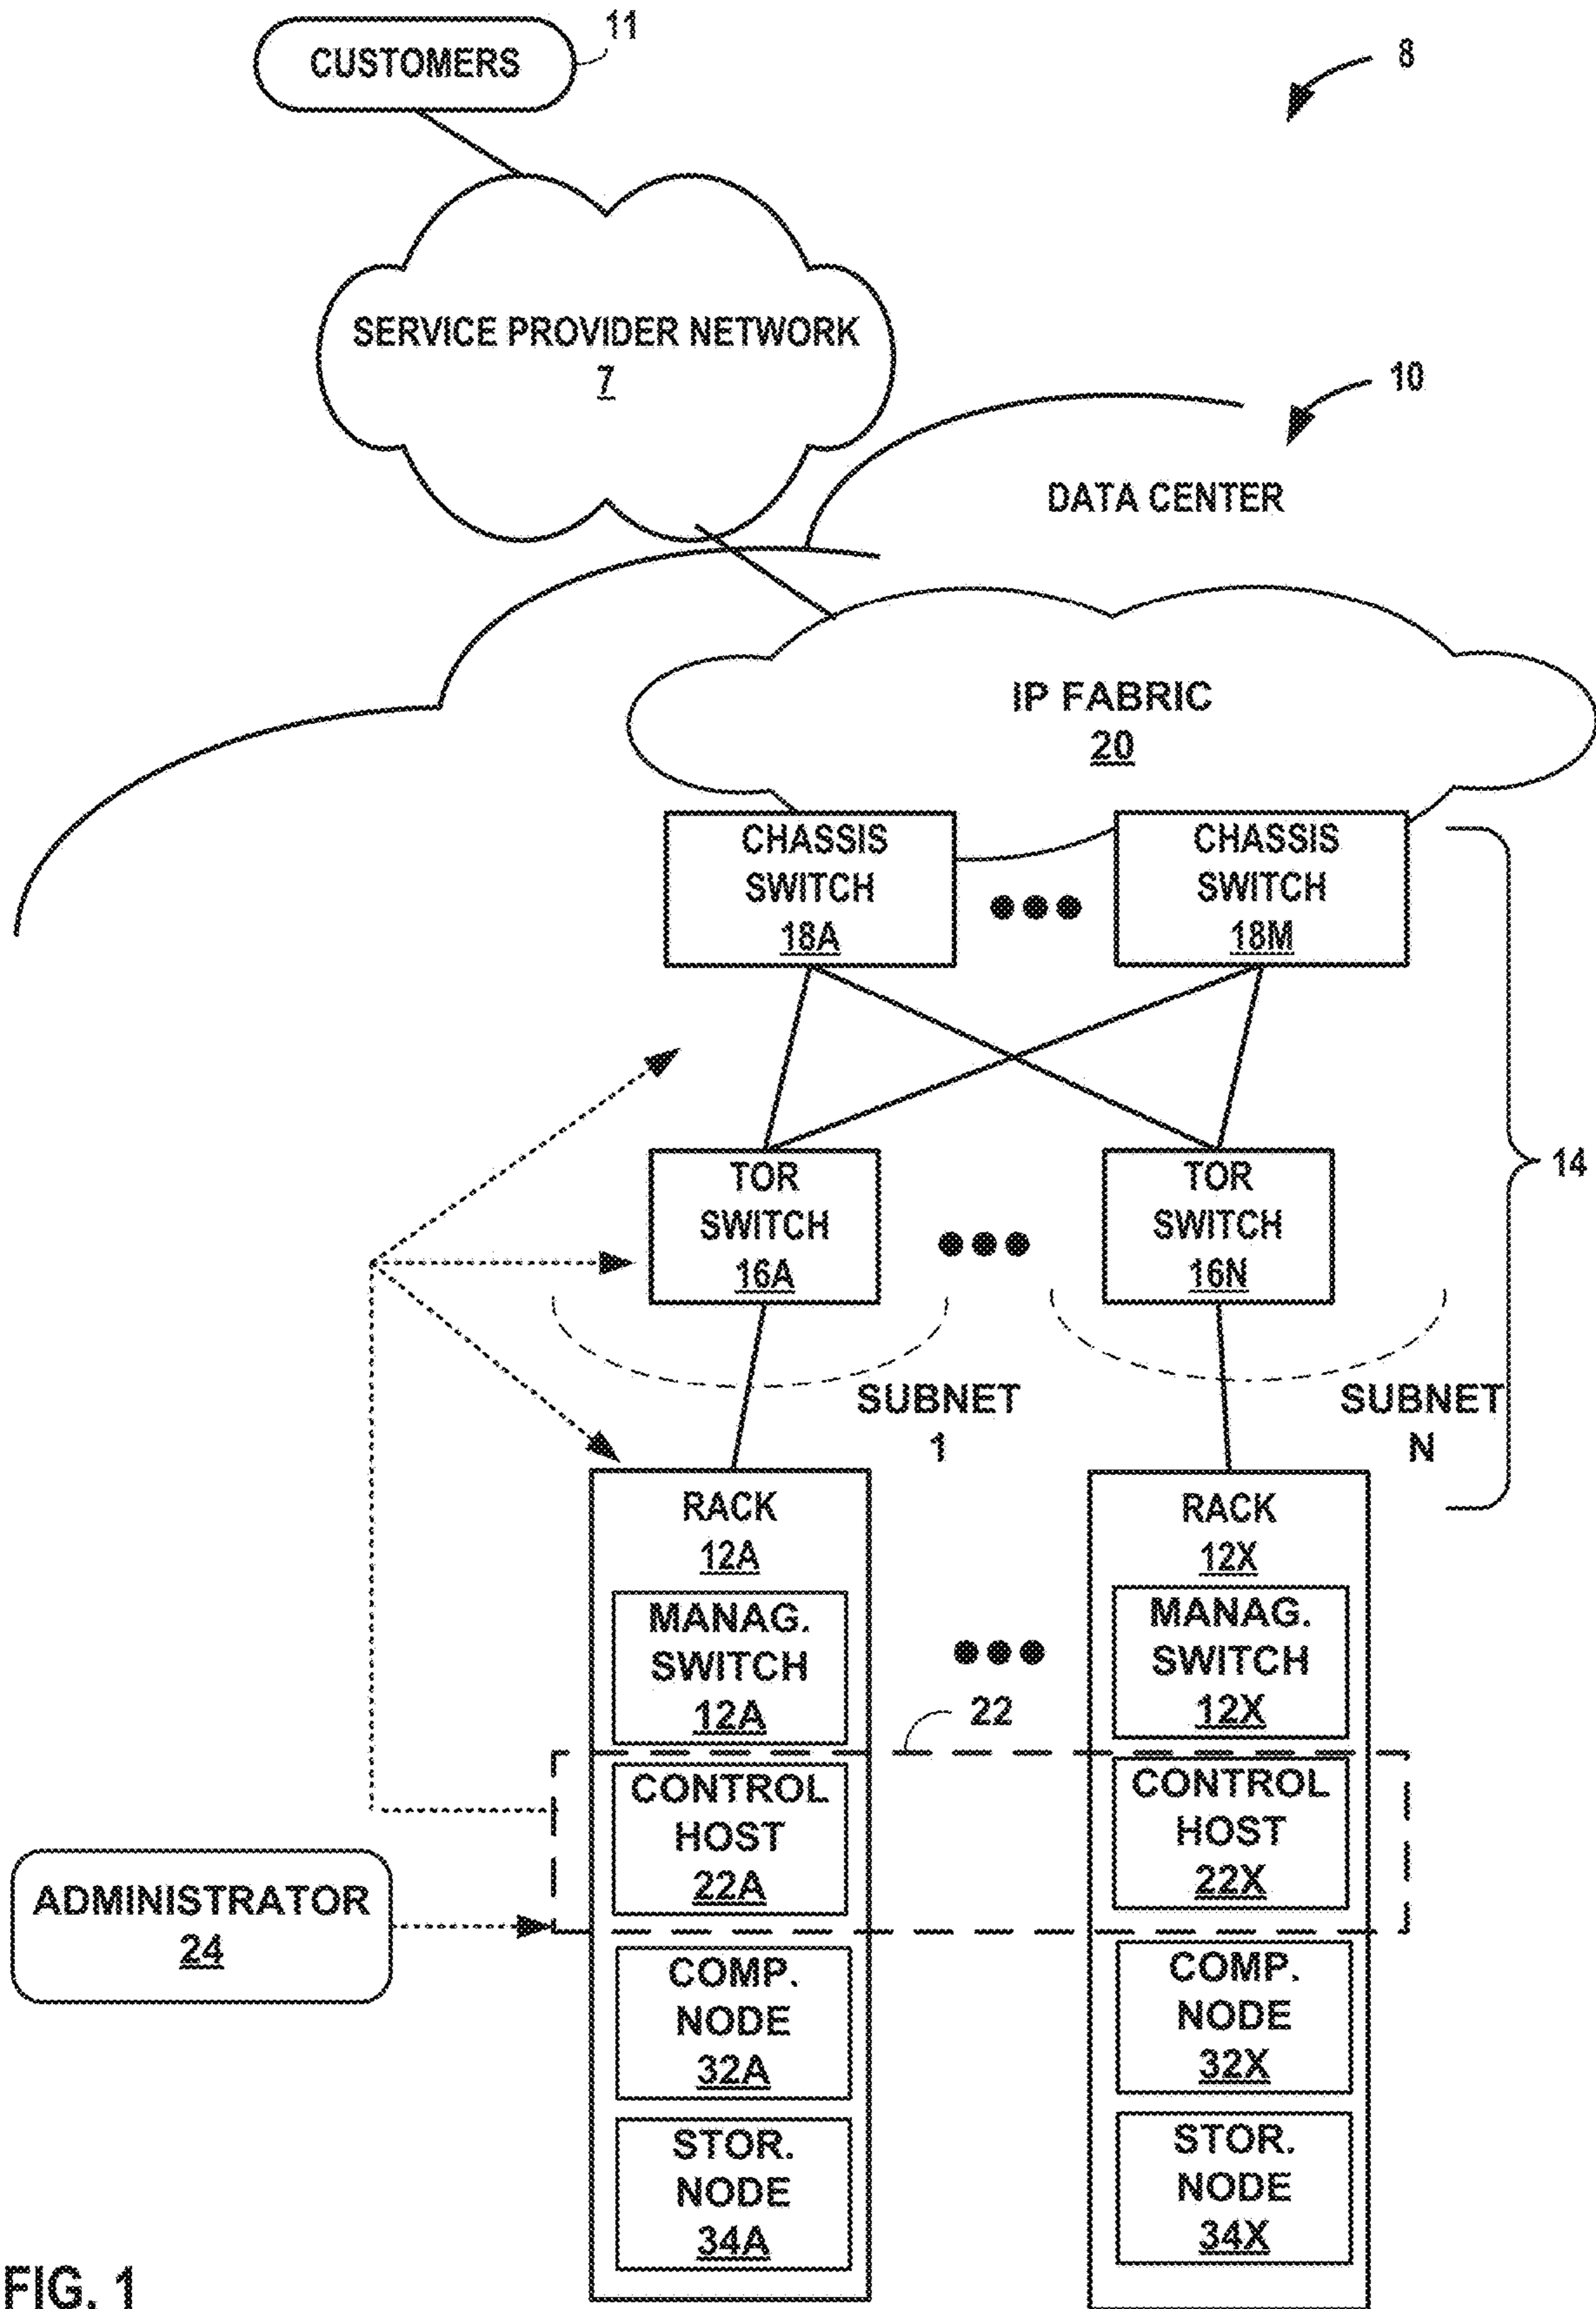 CUSTOMERS
11
8
SERVICE PROVIDER NETWORK
7
10
DATA CENTER
IP FABRIC
20
CHASSIS
SWITCH
18A
CHASSIS
SWITCH
18M
TOR
SWITCH
16A
TOR
SWITCH
16N
14
SUBNET
1
SUBNET
N
RACK
12A
MANAG.
SWITCH
12A
RACK
12X
MANAG.
SWITCH
12X
22
CONTROL
HOST
22A
CONTROL
HOST
22X
ADMINISTRATOR
24
COMP.
NODE
32A
COMP.
NODE
32X
STOR.
NODE
34A
STOR.
NODE
34X
FIG. 1